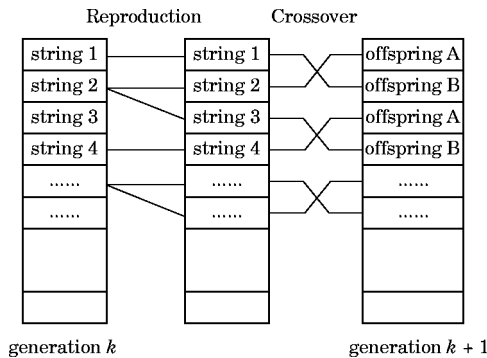 Reproduction Crossover
string 1 string 1 offspring A
string 2 string 2 offspring B
string 3 string 3 offspring A
string 4 string 4 offspring B
...... ...... ......
...... ...... ......
generation k generation k + 1